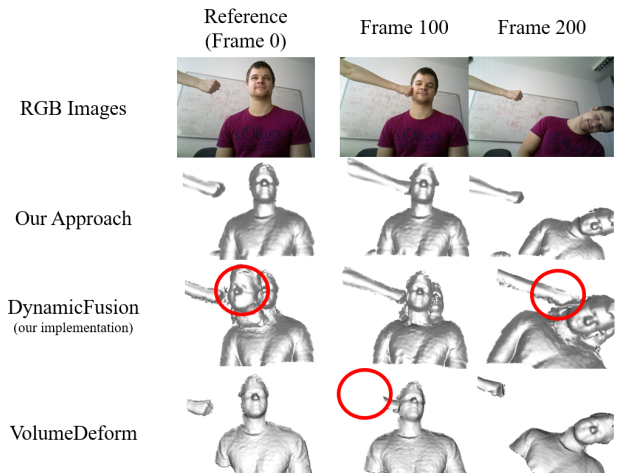 Reference
(Frame 0)
Frame 100
Frame 200
RGB Images
Our Approach
DynamicFusion
(our implementation)
VolumeDeform